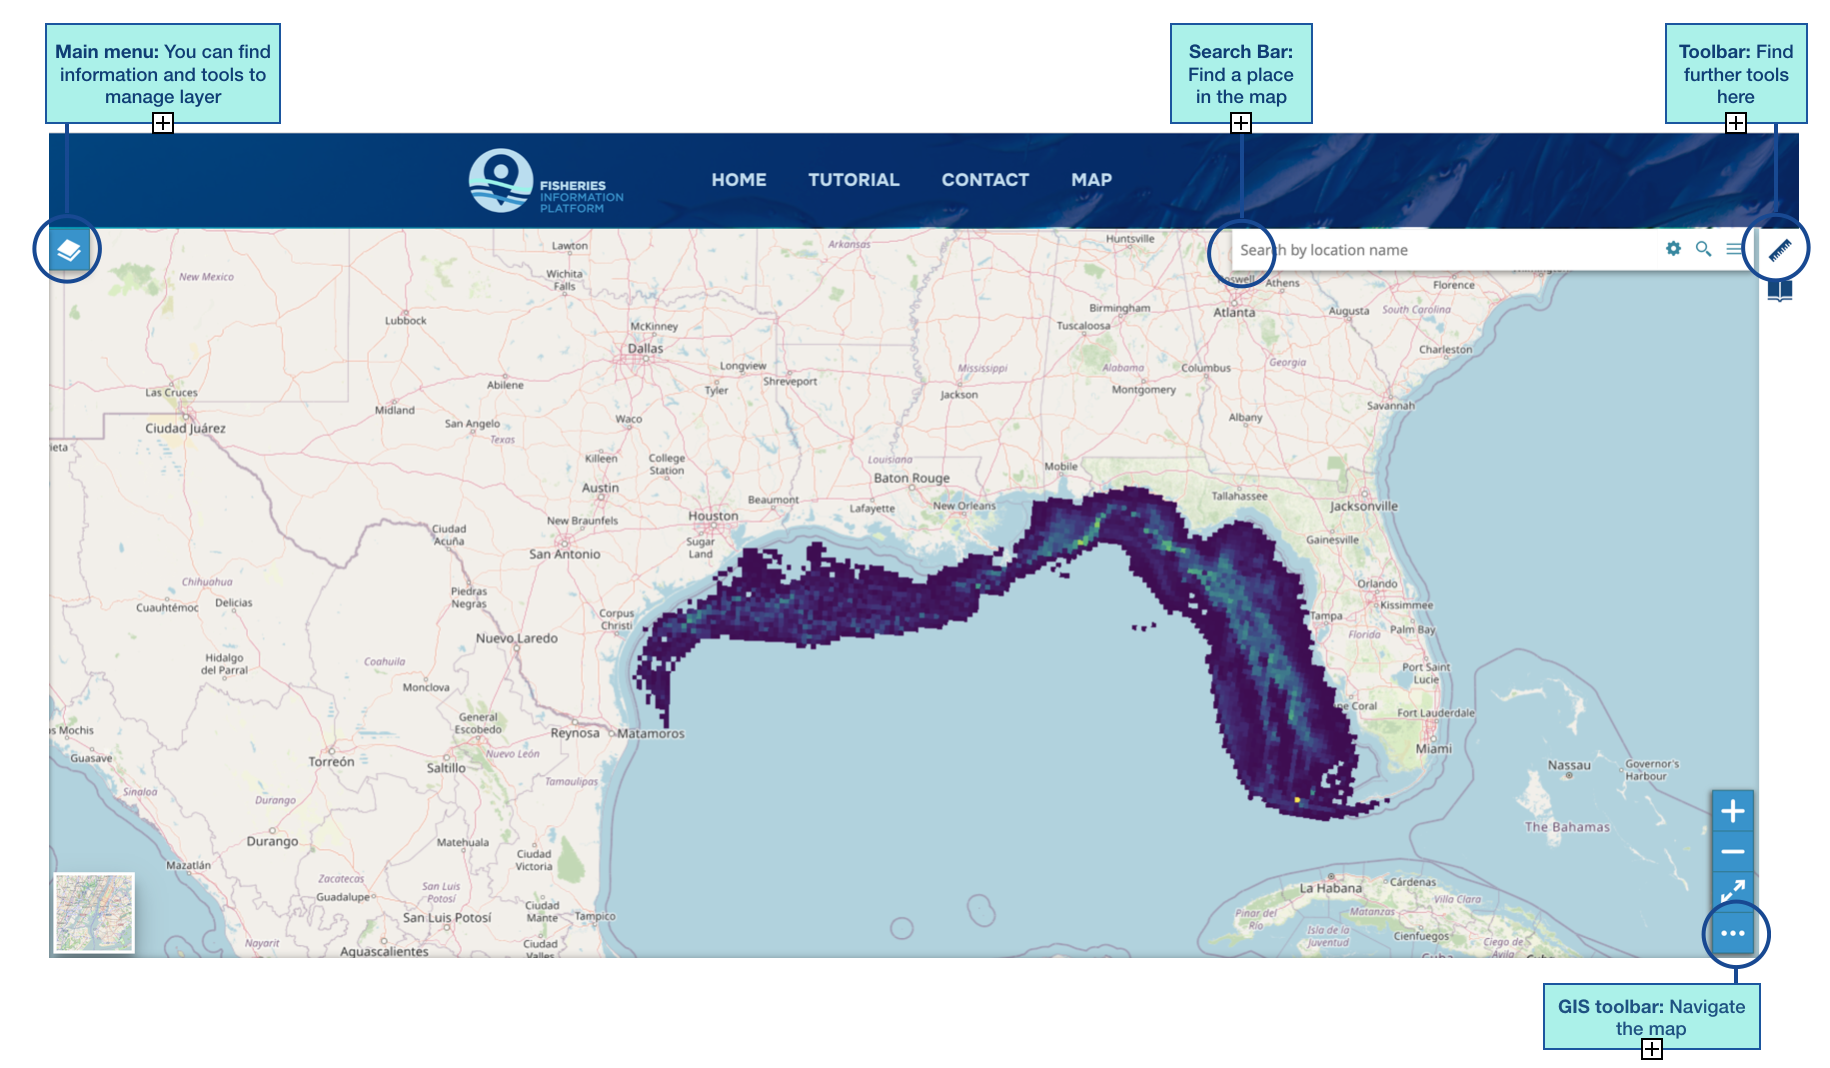 Main menu: You can find
information and tools to
manage layer
Search Bar:
Find a place
in the map
Toolbar: Find
further tools
here
FISHERIES
INFORMATION
PLATFORM
HOME
TUTORIAL
CONTACT
MAP
Search by location name
Lawton
Arkansas
Huntsville
New Mexico
Wichita
Falls
Roswell
Athens
Florence
Lubbock
McKinney
Birmingham
Atlanta
Augusta
South Carolina
Dallas
Tuscaloosa
Charleston
Longview
Mississippi
Alabama
Columbus
Georgia
Las Cruces
Abilene
Tyler
Shreveport
Jackson
Montgomery
Midland
Savannah
Ciudad Juárez
San Angelo
Waco
Albany
Texas
ieta
Killeen
College
Station
Louisiana
Mobile
Austin
Baton Rouge
Tallahassee
Beaumont
Lafayette
New Orleans
Jacksonville
New Braunfels
Houston
Ciudad
Acuña
Sugar
Land
San Antonio
Gainesville
Chihuahua
Piedras
Negras
Orlando
Cuauhtémoc
Delicias
Corpus
Christi
Kissimmee
Tampa
Nuevo Laredo
Florida
Palm Bay
Hidalgo
del Parral
Coahuila
Port Saint
Lucie
Monclova
pe Coral
Fort Lauderdale
General
Escobedo
s Mochis
Reynosa
Matamoros
Miami
Guasave
Torreón
Nuevo León
Saltillo
Nassau
Governor's
Harbour
Tamaulipas
Sinaloa
Durango
The Bahamas
Durango
Matehuala
Ciudad
Victoria
Mazatlán
Zacatecas
Guadalupe
San Luis
Potosí
La Habana
Cárdenas
Villa Clara
San Luis Potosí
Ciudad
Mante
Tampico
Pinar del
Río
Matanzas
Isla de la
Juventud
Cienfuegos
Ciego de
Ávila
Nayarit
Aguascalientes
Ciudad
Valles
Cuba
GIS toolbar: Navigate
the map